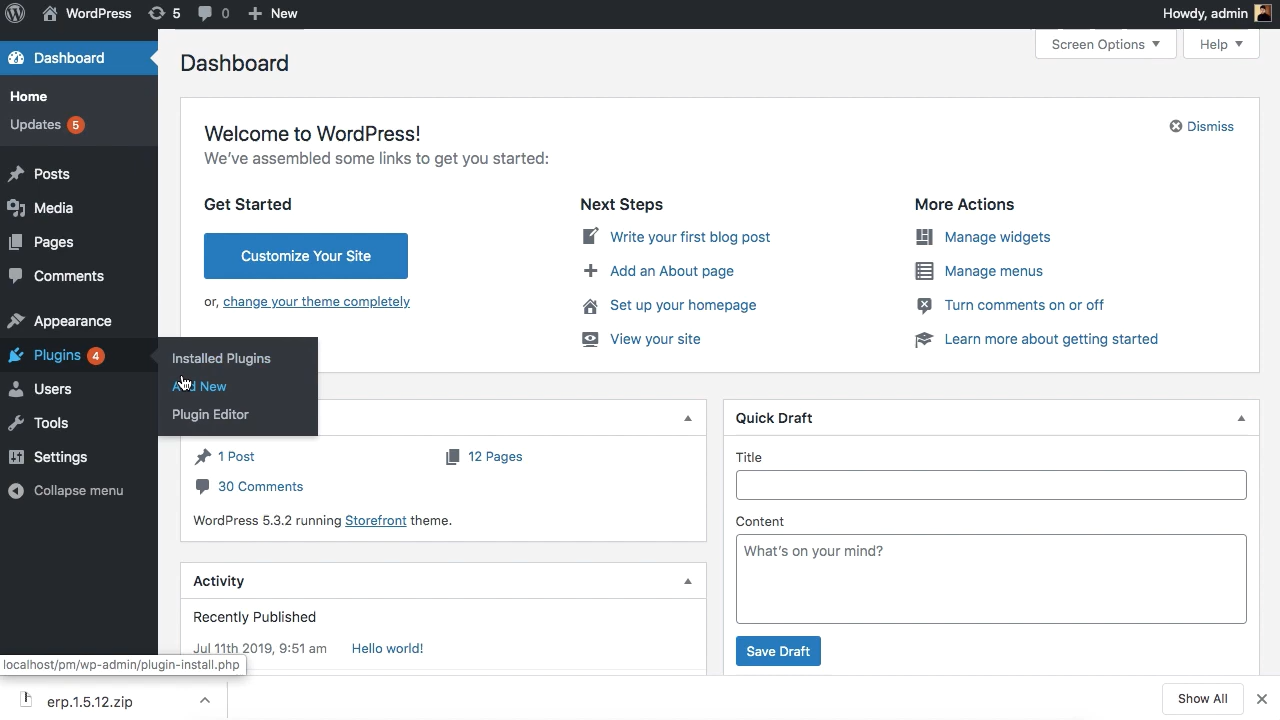 WordPress 5 0 New Howdy, admin
Dashboard
Home
Updates 5
Posts
Media
Pages
Comments
Appearance
Plugins 4
Users
Tools
Settings
Collapse menu
Installed Plugins
Add New
Plugin Editor
Screen Options Help
Dashboard
Welcome to WordPress!
Dismiss
We've assembled some links to get you started:
Get Started
Customize Your Site
or, change your theme completely
Next Steps
Write your first blog post
Add an About page
Set up your homepage
View your site
More Actions
Manage widgets
Manage menus
Turn comments on or off
Learn more about getting started
1 Post 12 Pages
30 Comments
WordPress 5.3.2 running Storefront theme.
Activity
Recently Published
Jul 11th 2019, 9:51 am Hello world!
Quick Draft
Title
Content
What's on your mind?
Save Draft
localhost/pm/wp-admin/plugin-install.php
erp.1.5.12.zip
Show All